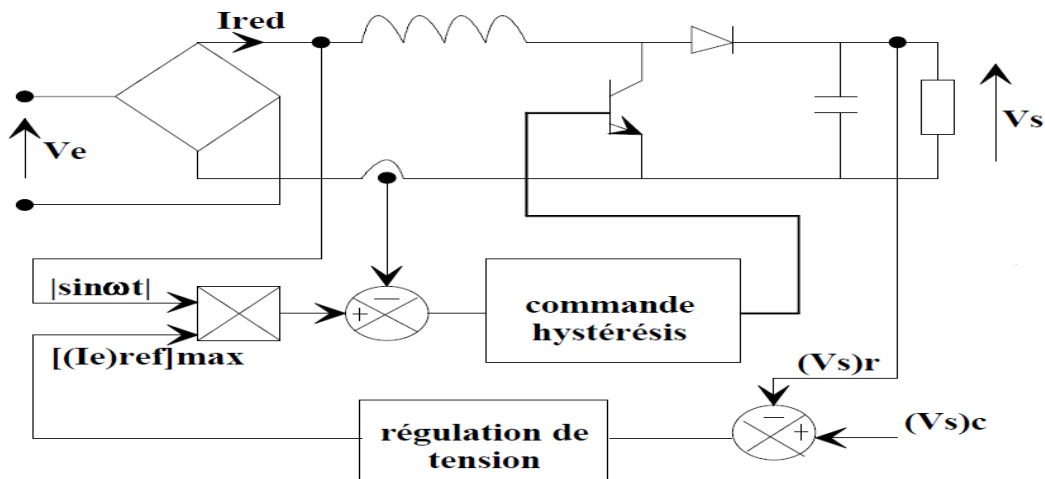 Ired
Ve
Vs
|sinωt|
[(Ie)ref]max
+
−
commande
hystérésis
(Vs)r
−
+
(Vs)c
régulation de
tension